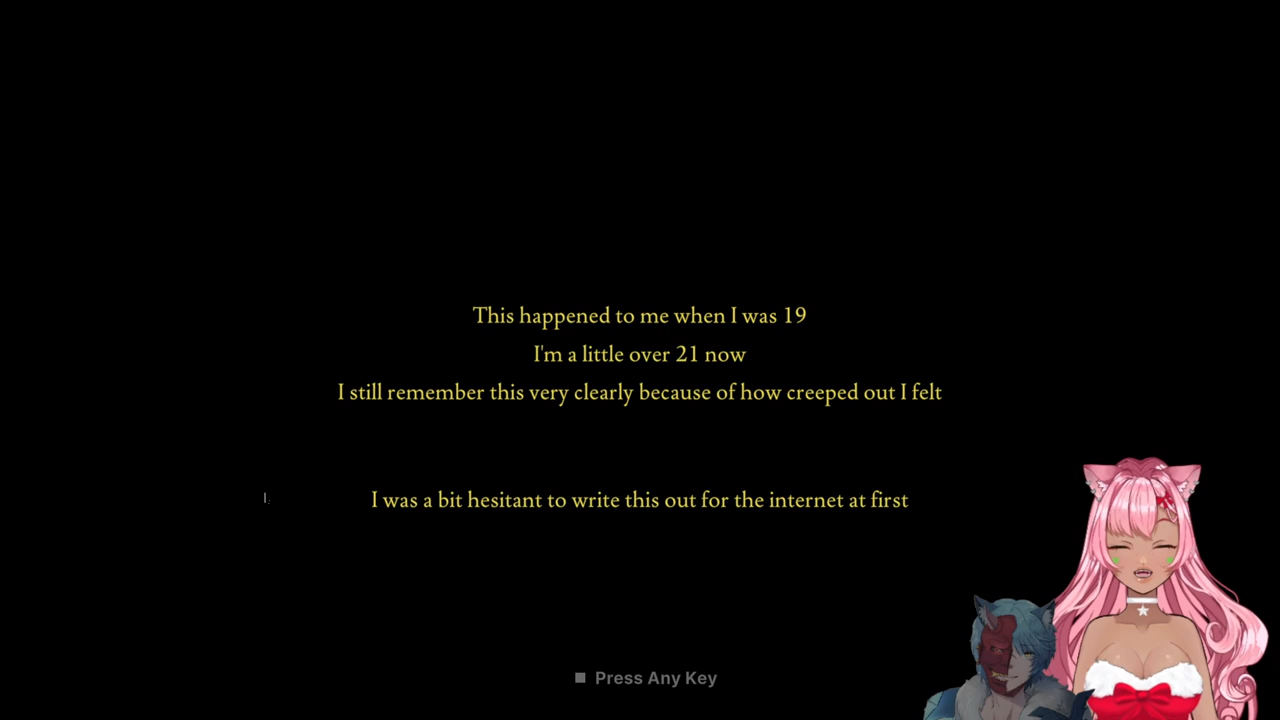 This happened to me when I was 19
I'm a little over 21 now
I still remember this very clearly because of how creeped out I felt
I was a bit hesitant to write this out for the internet at first
Press Any Key